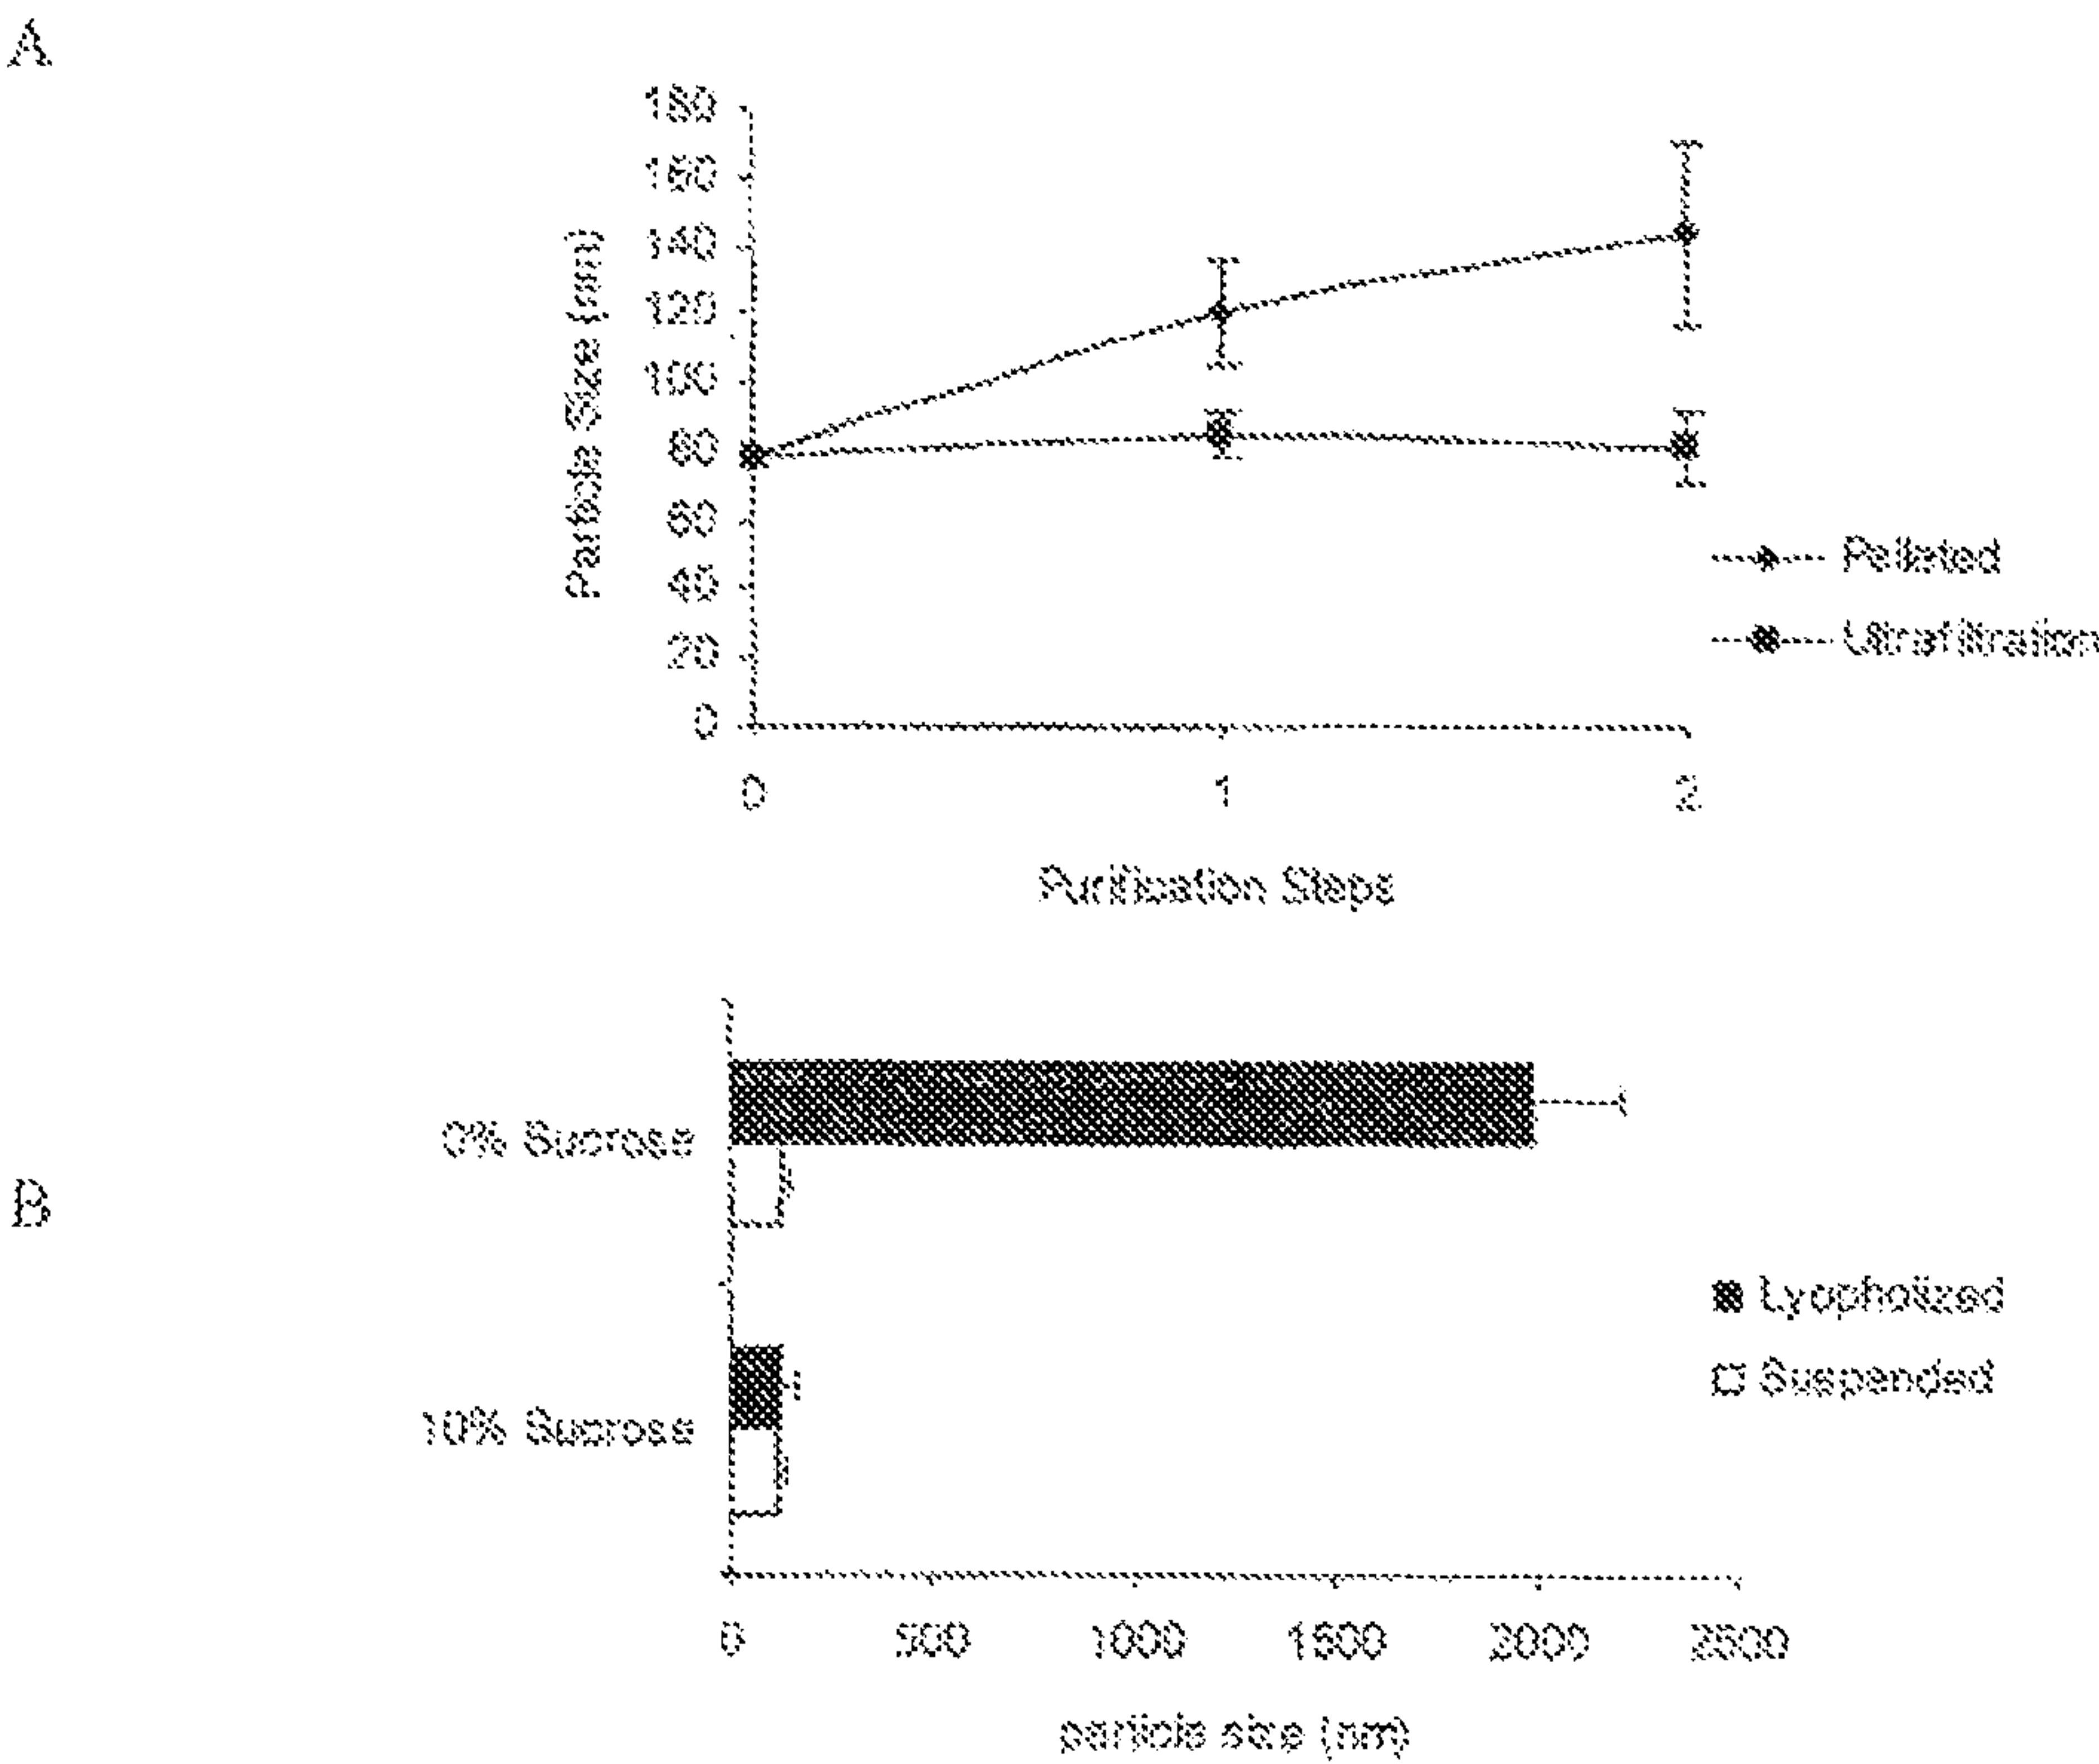 A
180
160
140
120
100
80
60
40
20
0
Particle Size (nm)
0 1 2
Purification Steps
Pelleted
Ultrafiltration
B
0% Sucrose
10% Sucrose
Lyopholized
Suspended
0 500 1000 1500 2000 2500
particle size (nm)